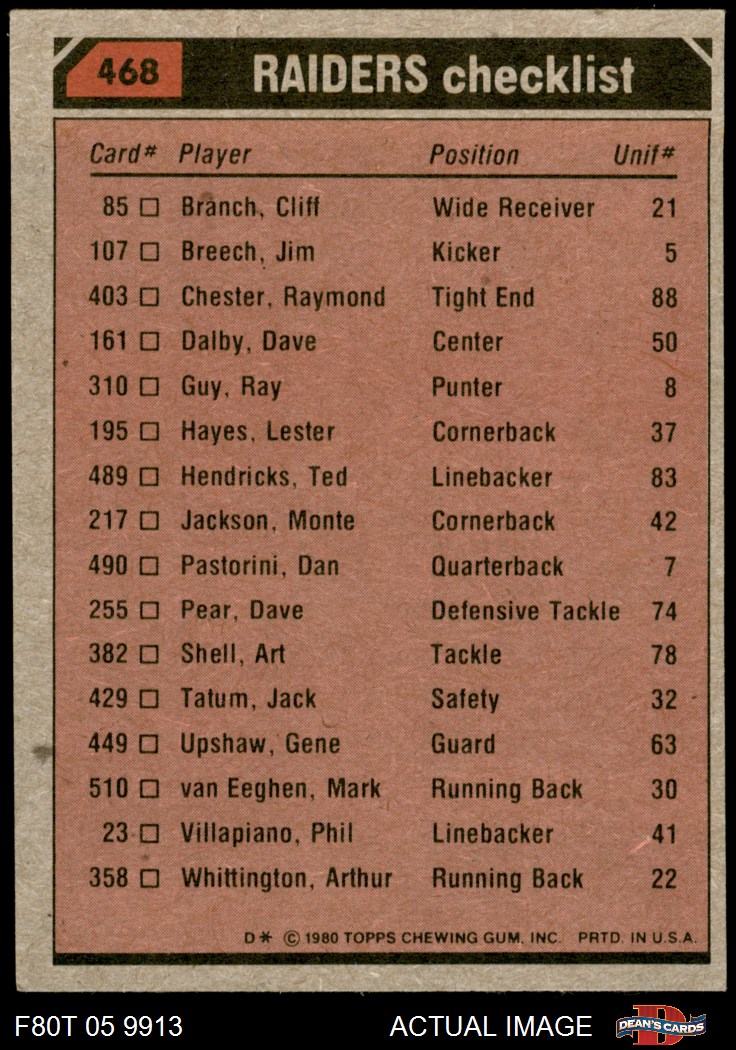 468 RAIDERS checklist
Card# Player Position Unif#
85 Branch, Cliff Wide Receiver 21
107 Breech, Jim Kicker 5
403 Chester, Raymond Tight End 88
161 Dalby, Dave Center 50
310 Guy, Ray Punter 8
195 Hayes, Lester Cornerback 37
489 Hendricks, Ted Linebacker 83
217 Jackson, Monte Cornerback 42
490 Pastorini, Dan Quarterback 7
255 Pear, Dave Defensive Tackle 74
382 Shell, Art Tackle 78
429 Tatum, Jack Safety 32
449 Upshaw, Gene Guard 63
510 van Eeghen, Mark Running Back 30
23 Villapiano, Phil Linebacker 41
358 Whittington, Arthur Running Back 22
D* © 1980 TOPPS CHEWING GUM, INC. PRTD. IN U.S.A.
F80T 05 9913 ACTUAL IMAGE D DEAN'S CARDS